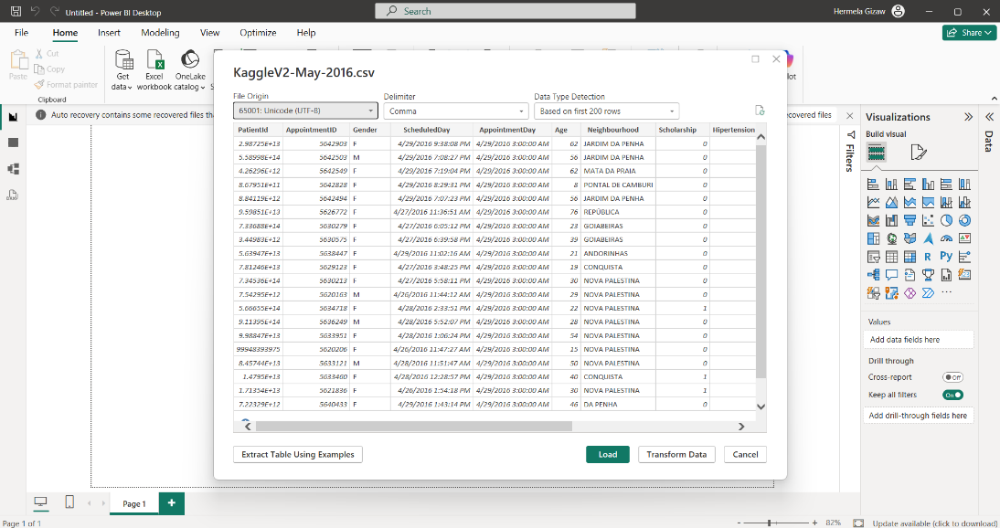 Untitled - Power BI Desktop
Search
Hermela Gizaw
File Home Insert Modeling View Optimize Help
Share
Paste
Cut
Copy
Format painter
Clipboard
Get data
Excel workbook
OneLake catalog
Auto recovery contains some recovered files
covered files
KaggleV2-May-2016.csv
File Origin Delimiter Data Type Detection
65001: Unicode (UTF-8) Comma Based on first 200 rows
PatientId AppointmentID Gender ScheduledDay AppointmentDay Age Neighbourhood Scholarship Hipertension
2.98725E+13 5642903 F 4/29/2016 6:38:08 PM 4/29/2016 3:00:00 AM 62 JARDIM DA PENHA 0
5.58998E+14 5642503 M 4/29/2016 7:08:27 PM 4/29/2016 3:00:00 AM 56 JARDIM DA PENHA 0
4.26296E+12 5642549 F 4/29/2016 7:19:04 PM 4/29/2016 3:00:00 AM 62 MATA DA PRAIA 0
8.67951E+11 5642828 F 4/29/2016 8:29:31 PM 4/29/2016 3:00:00 AM 8 PONTAL DE CAMBURI 0
8.84119E+12 5642494 F 4/29/2016 7:07:23 PM 4/29/2016 3:00:00 AM 56 JARDIM DA PENHA 0
9.59851E+13 5626772 F 4/27/2016 11:36:51 AM 4/29/2016 3:00:00 AM 76 REPÚBLICA 0
7.33688E+14 5630279 F 4/27/2016 6:05:12 PM 4/29/2016 3:00:00 AM 23 GOIABEIRAS 0
3.44983E+12 5630575 F 4/27/2016 6:39:58 PM 4/29/2016 3:00:00 AM 39 GOIABEIRAS 0
5.63947E+13 5638447 F 4/29/2016 11:02:16 AM 4/29/2016 3:00:00 AM 21 ANDORINHAS 0
7.81246E+13 5629123 F 4/27/2016 3:48:25 PM 4/29/2016 3:00:00 AM 19 CONQUISTA 0
7.34536E+14 5630213 F 4/27/2016 5:58:11 PM 4/29/2016 3:00:00 AM 30 NOVA PALESTINA 0
7.54295E+12 5620163 M 4/26/2016 11:44:12 AM 4/29/2016 3:00:00 AM 29 NOVA PALESTINA 0
5.66655E+14 5634718 F 4/28/2016 2:33:51 PM 4/29/2016 3:00:00 AM 22 NOVA PALESTINA 1
9.11395E+14 5636249 M 4/28/2016 5:52:07 PM 4/29/2016 3:00:00 AM 28 NOVA PALESTINA 0
9.98847E+13 5633951 F 4/28/2016 1:06:24 PM 4/29/2016 3:00:00 AM 54 NOVA PALESTINA 0
99948393975 5620206 F 4/26/2016 11:47:27 AM 4/29/2016 3:00:00 AM 15 NOVA PALESTINA 0
8.45744E+13 5633121 M 4/28/2016 11:51:47 AM 4/29/2016 3:00:00 AM 50 NOVA PALESTINA 0
1.4795E+13 5633460 F 4/28/2016 12:28:57 PM 4/29/2016 3:00:00 AM 40 CONQUISTA 1
1.71354E+13 5621836 F 4/26/2016 1:54:18 PM 4/29/2016 3:00:00 AM 30 NOVA PALESTINA 1
7.22329E+12 5640433 F 4/29/2016 1:43:14 PM 4/29/2016 3:00:00 AM 46 DA PENHA 0
Extract Table Using Examples Load Transform Data Cancel
Filters
Visualizations
Build visual
R Py
Values
Add data fields here
Drill through
Cross-report Off
Keep all filters On
Add drill-through fields here
Data
Page 1
Page 1 of 1
82%
Update available (click to download)